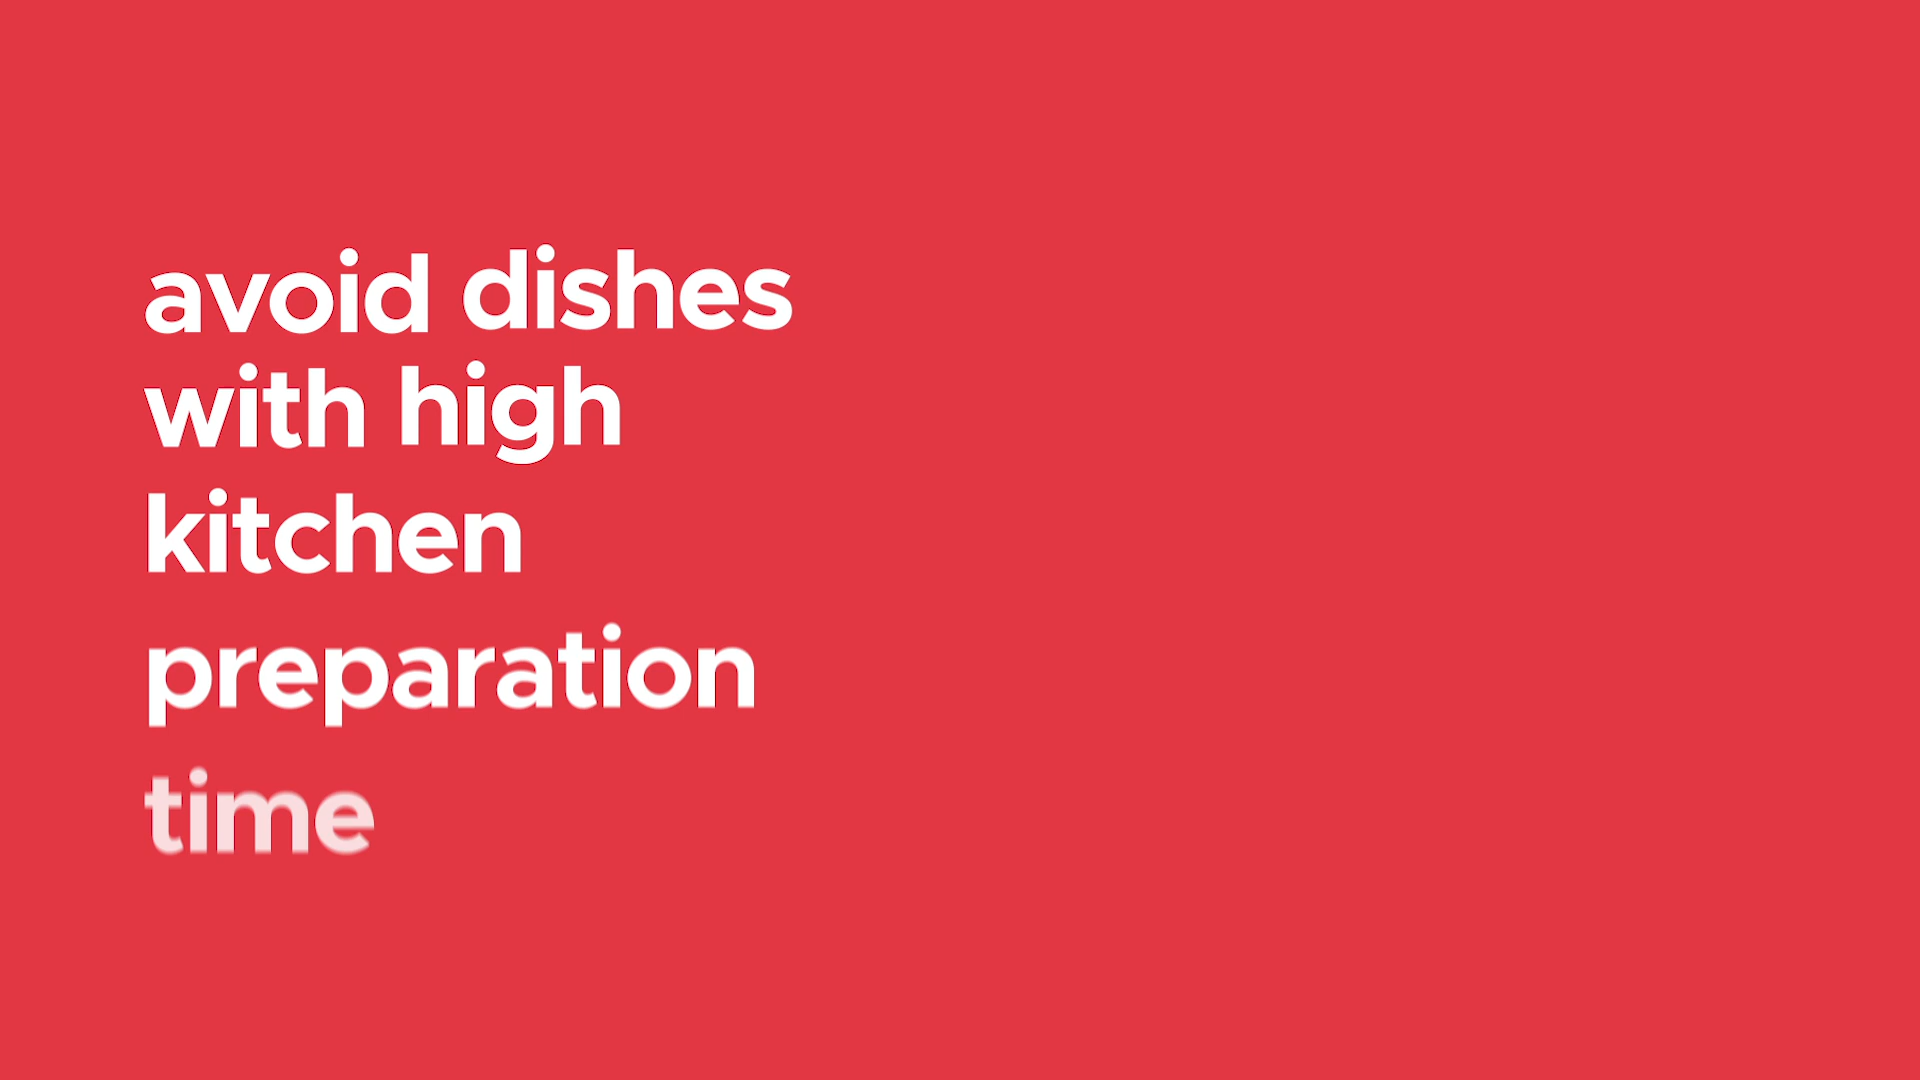 avoid dishes
with high
kitchen
preparation
time